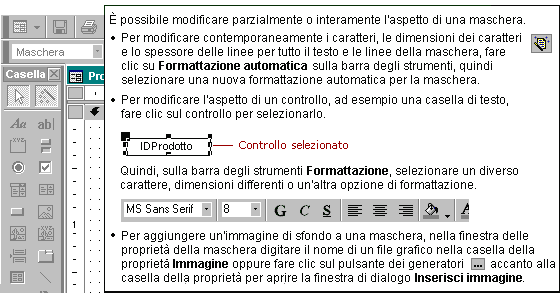 È possibile modificare parzialmente o interamente l'aspetto di una maschera.
• Per modificare contemporaneamente i caratteri, le dimensioni dei caratteri
e lo spessore delle linee per tutto il testo e le linee della maschera, fare
clic su Formattazione automatica sulla barra degli strumenti, quindi
selezionare una nuova formattazione automatica per la maschera.
• Per modificare l'aspetto di un controllo, ad esempio una casella di testo,
fare clic sul controllo per selezionarlo.
IDProdotto
Controllo selezionato
Quindi, sulla barra degli strumenti Formattazione, selezionare un diverso
carattere, dimensioni differenti o un'altra opzione di formattazione.
MS Sans Serif 8 G C S A
• Per aggiungere un'immagine di sfondo a una maschera, nella finestra delle
proprietà della maschera digitare il nome di un file grafico nella casella della
proprietà Immagine oppure fare clic sul pulsante dei generatori ... accanto alla
casella della proprietà per aprire la finestra di dialogo Inserisci immagine.
Maschera
Casella
Pro
Aa ab|
XYZ
1